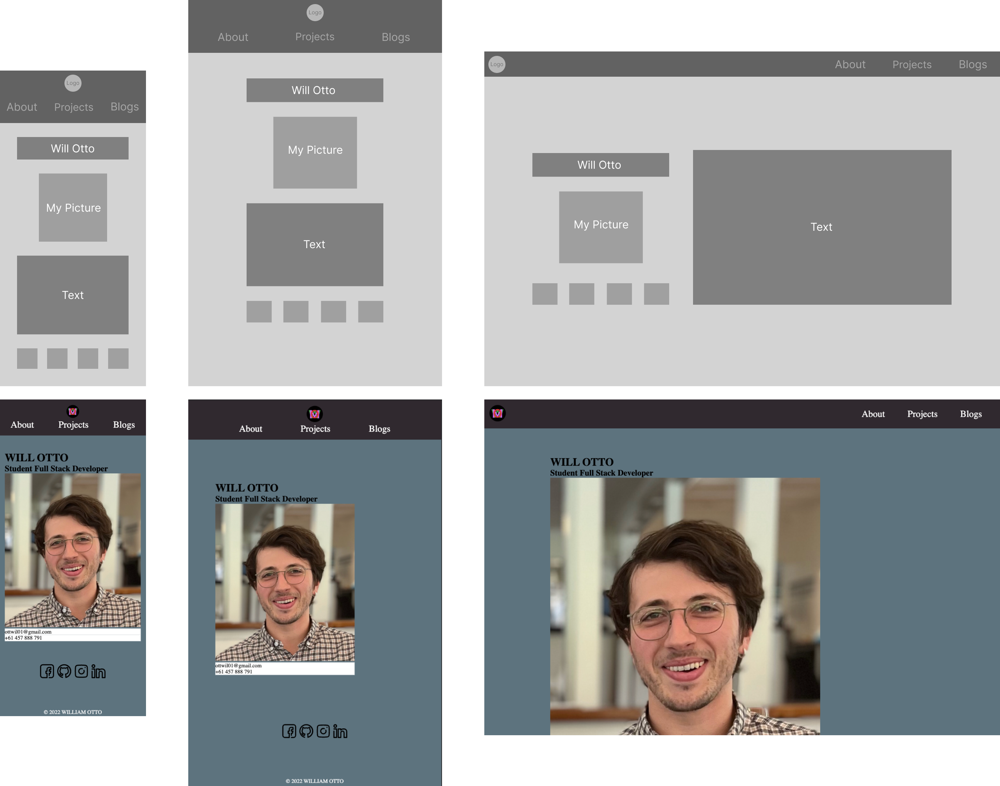 Logo
About Projects Blogs
Will Otto
My Picture
Text
Logo
About Projects Blogs
Will Otto
My Picture
Text
Logo About Projects Blogs
Will Otto
My Picture
Text
About Projects Blogs
WILL OTTO
Student Full Stack Developer
ottwil01@gmail.com
+61 457 888 791
© 2022 WILLIAM OTTO
About Projects Blogs
WILL OTTO
Student Full Stack Developer
ottwil01@gmail.com
+61 457 888 791
© 2022 WILLIAM OTTO
About Projects Blogs
WILL OTTO
Student Full Stack Developer